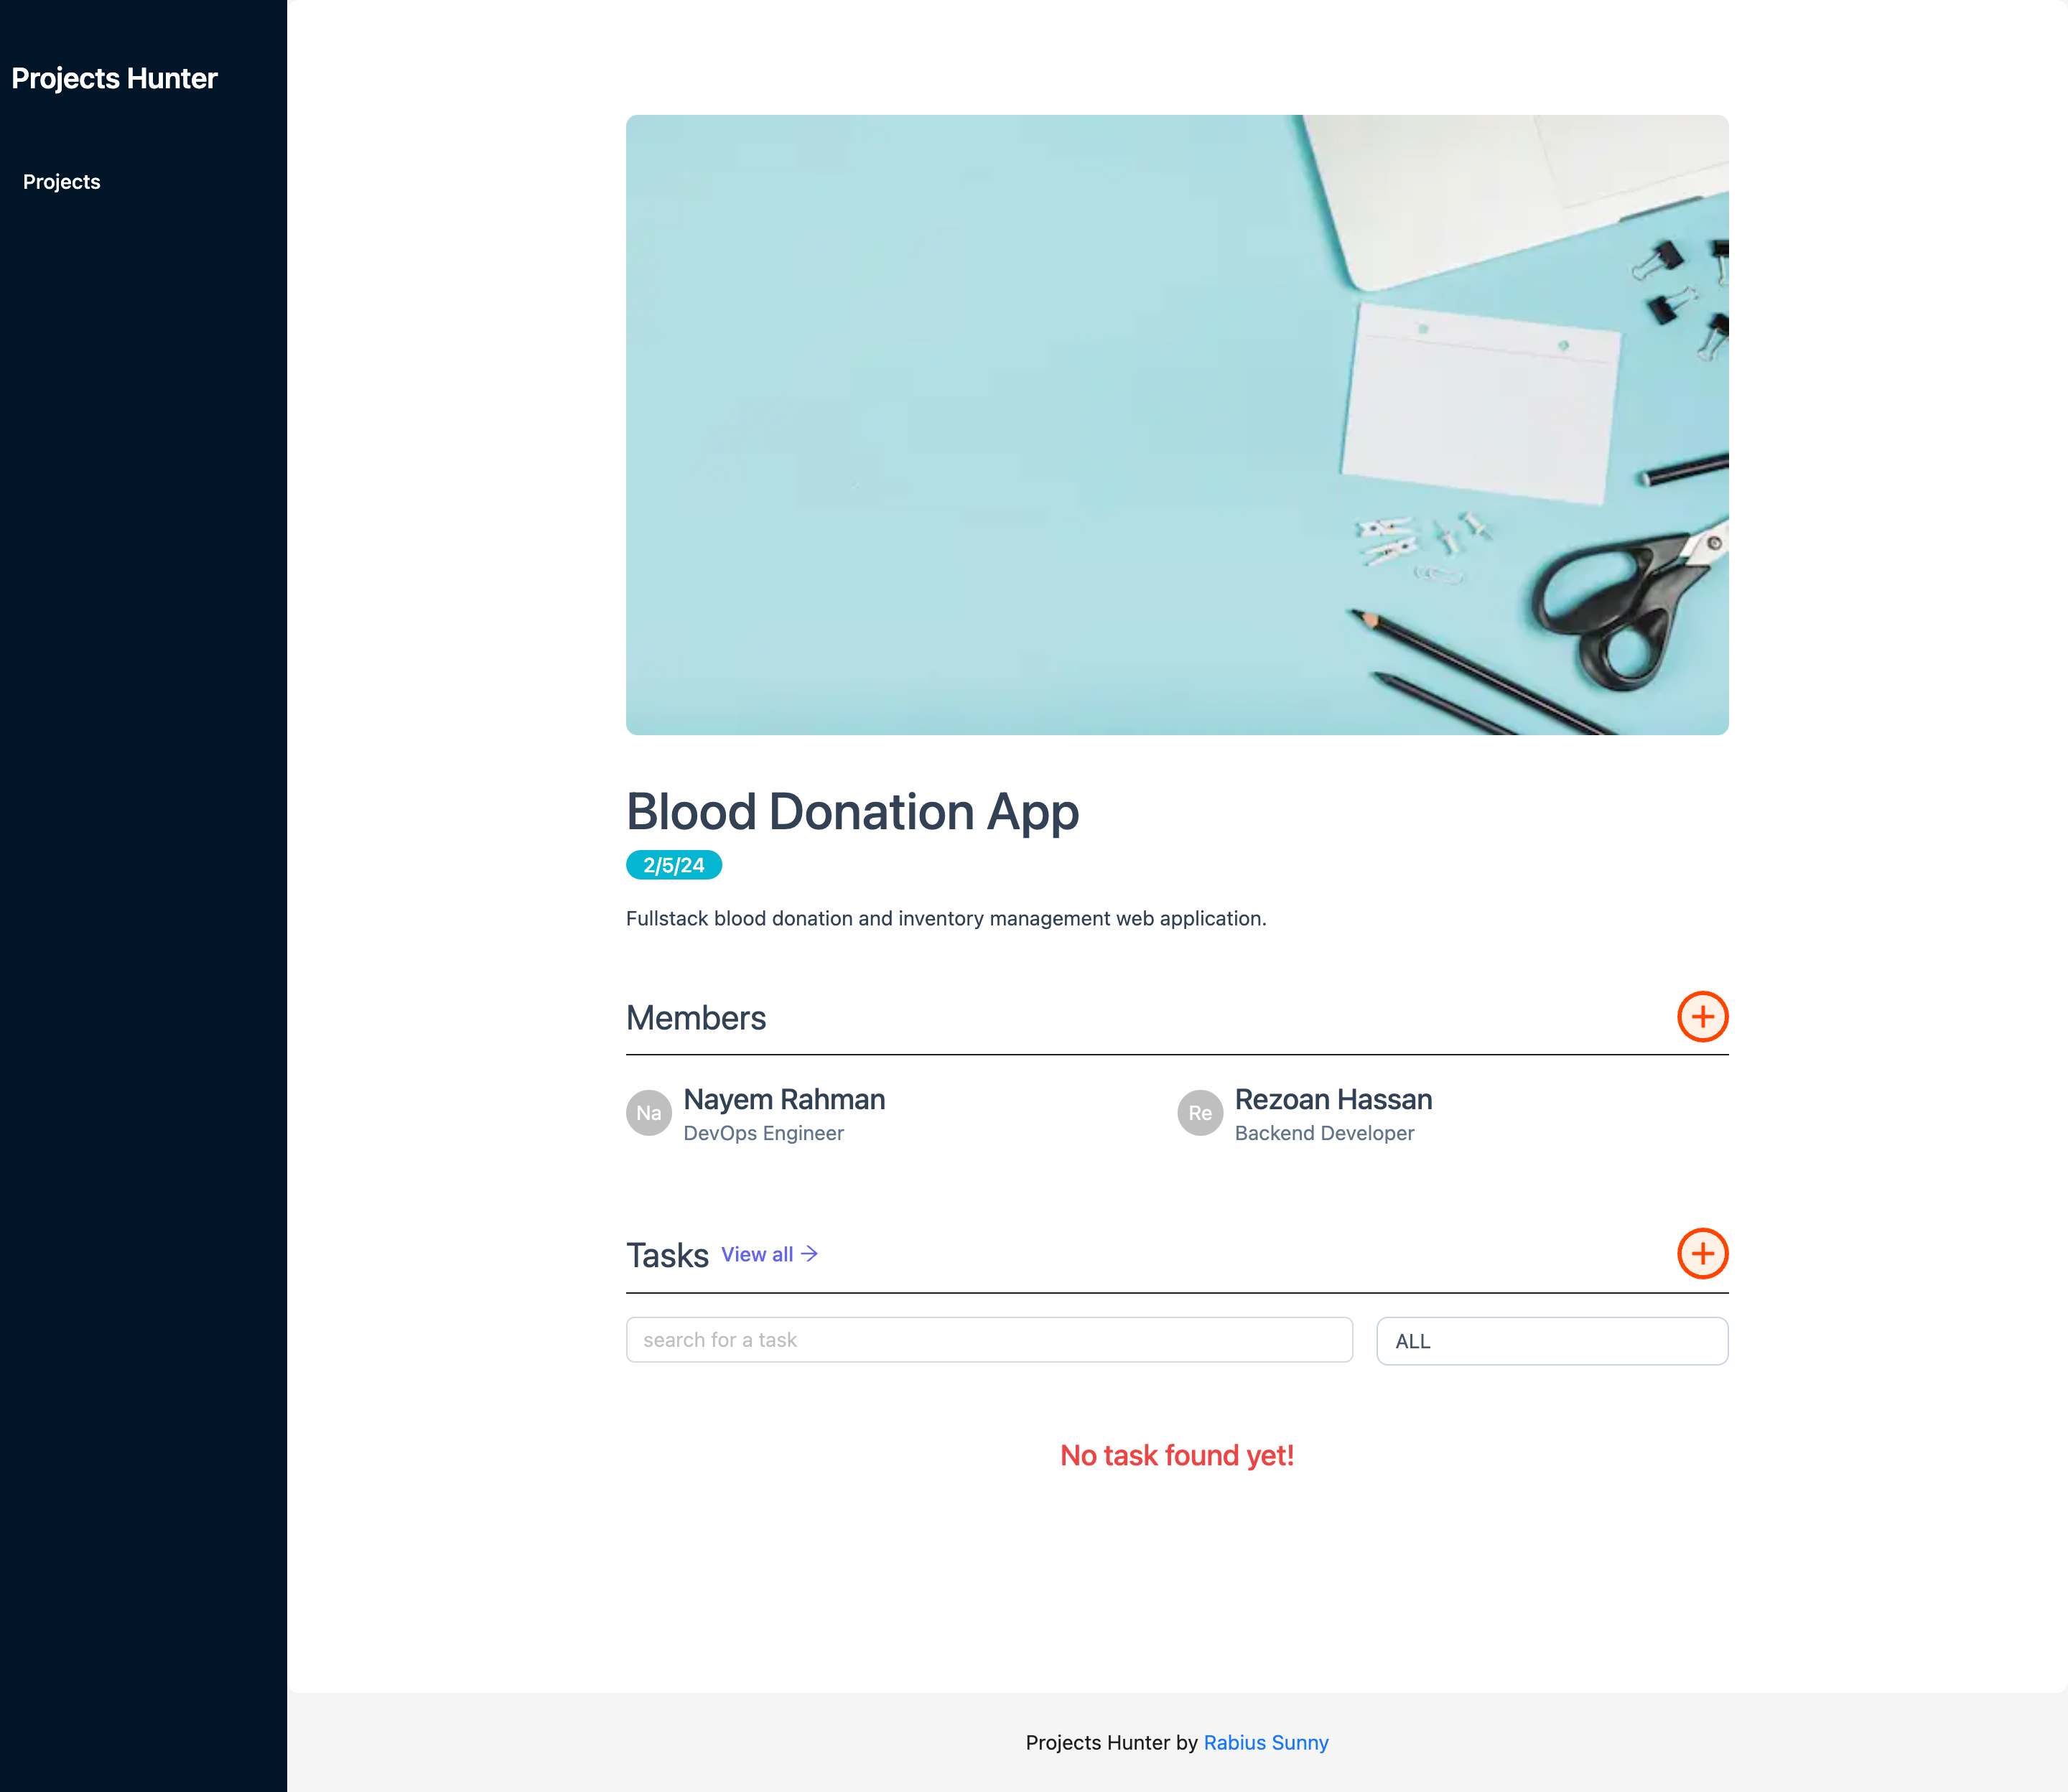 Projects Hunter
Projects
Blood Donation App
2/5/24
Fullstack blood donation and inventory management web application.
Members
Na
Nayem Rahman
DevOps Engineer
Re
Rezoan Hassan
Backend Developer
Tasks View all →
search for a task
ALL
No task found yet!
Projects Hunter by Rabius Sunny